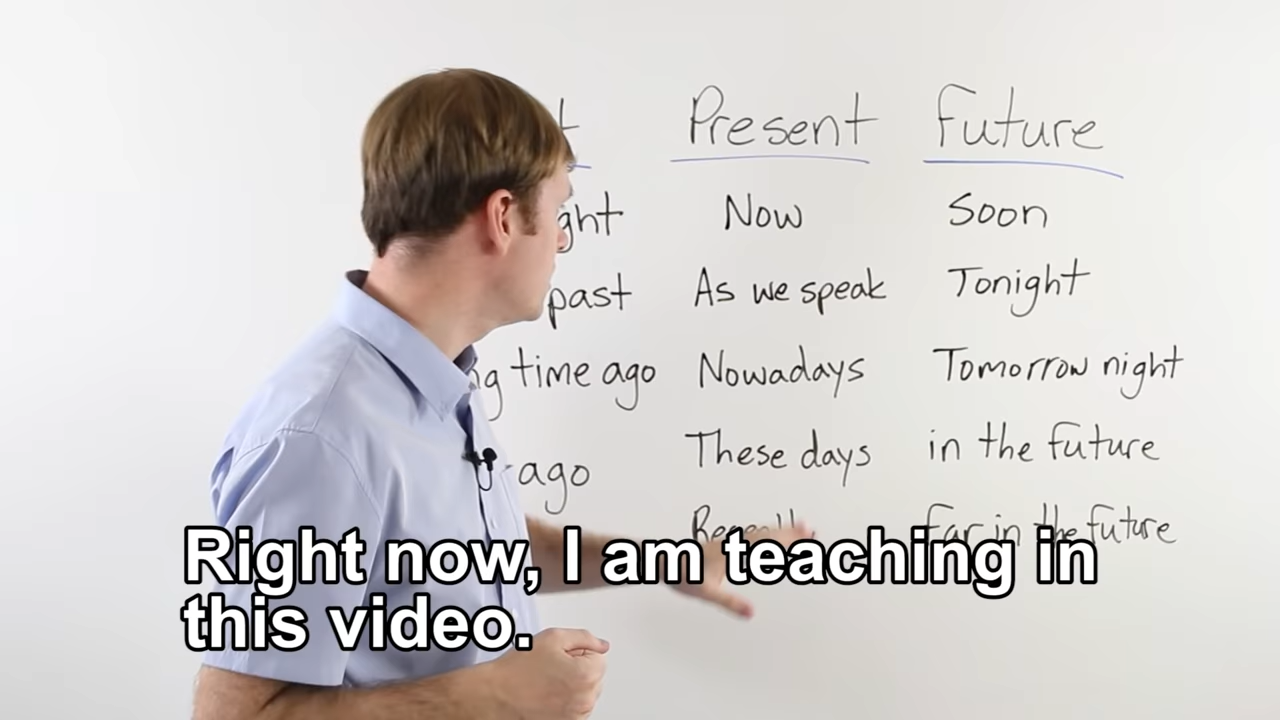 Present Future
Now Soon
past As we speak Tonight
time ago Nowadays Tomorrow night
ago These days in the future
Recently Far in the future
Right now, I am teaching in
this video.